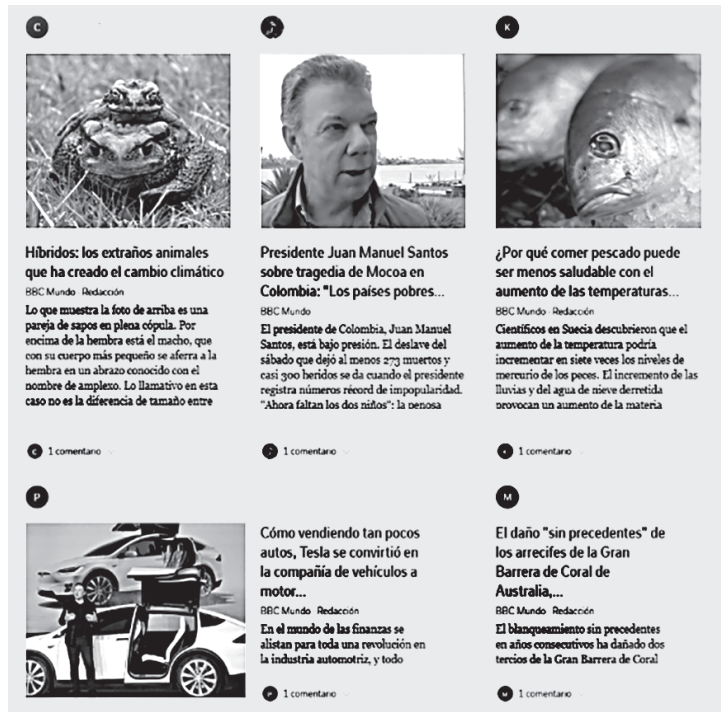 C
Híbridos: los extraños animales
que ha creado el cambio climático
BBC Mundo Redacción
Lo que muestra la foto de arriba es una
pareja de sapos en plena cópula. Por
encima de la hembra está el macho, que
con su cuerpo más pequeño se aferra a la
hembra en un abrazo conocido con el
nombre de amplexo. Lo llamativo en esta
caso no es la diferencia de tamaño entre
C 1 comentario
Presidente Juan Manuel Santos
sobre tragedia de Mocoa en
Colombia: "Los países pobres...
BBC Mundo
El presidente de Colombia, Juan Manuel
Santos, está bajo presión. El deslave del
sábado que dejó al menos 273 muertos y
casi 300 heridos se da cuando el presidente
registra números récord de impopularidad.
"Ahora faltan los dos niños": la penosa
1 comentario
K
¿Por qué comer pescado puede
ser menos saludable con el
aumento de las temperaturas...
BBC Mundo Redacción
Científicos en Suecia descubrieron que el
aumento de la temperatura podría
incrementar en siete veces los niveles de
mercurio de los peces. El incremento de las
lluvias y del agua de nieve derretida
provocan un aumento de la materia
1 comentario
P
Cómo vendiendo tan pocos
autos, Tesla se convirtió en
la compañía de vehículos a
motor...
BBC Mundo Redacción
En el mundo de las finanzas se
alistan para toda una revolución en
la industria automotriz, y todo
P 1 comentario
M
El daño "sin precedentes" de
los arrecifes de la Gran
Barrera de Coral de
Australia,...
BBC Mundo Redacción
El blanqueamiento sin precedentes
en años consecutivos ha dañado dos
tercios de la Gran Barrera de Coral
M 1 comentario